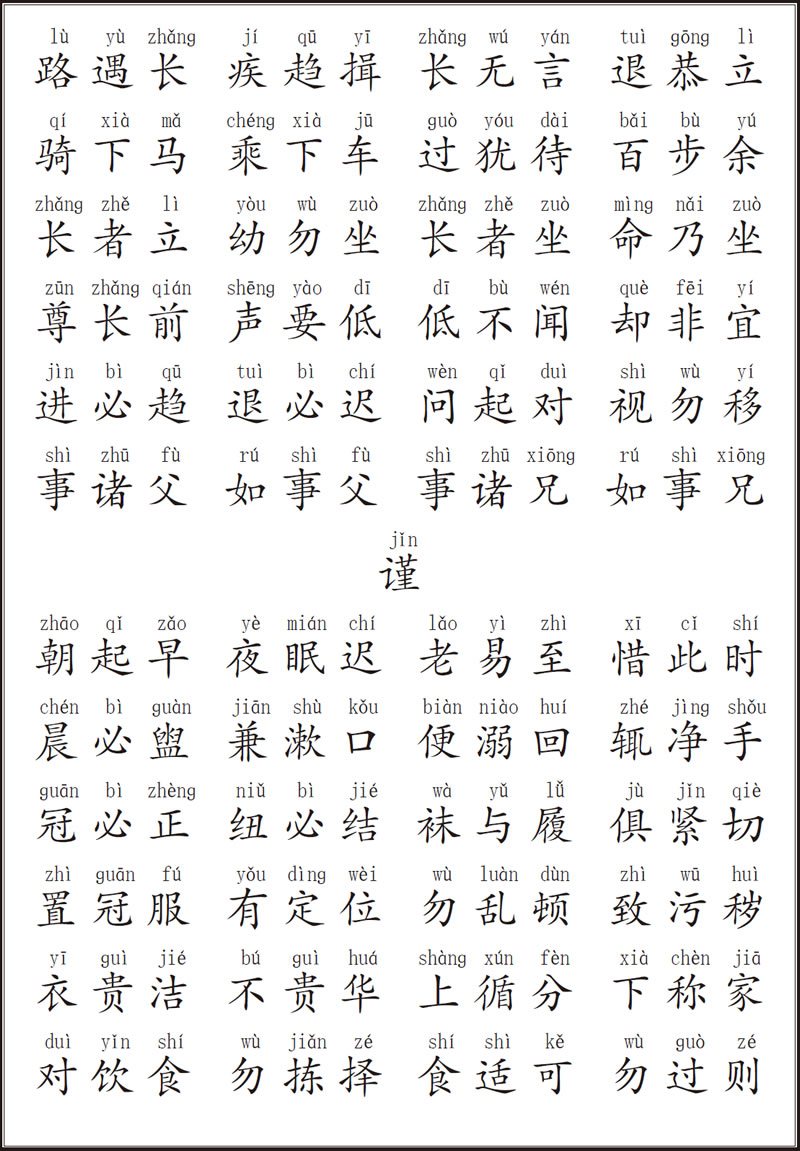 lù yù zhǎng jí qū yī zhǎng wú yán tuì gōng lì
路遇长 疾趋揖 长无言 退恭立
qí xià mǎ chéng xià jū guò yóu dài bǎi bù yú
骑下马 乘下车 过犹待 百步余
zhǎng zhě lì yòu wù zuò zhǎng zhě zuò mìng nǎi zuò
长者立 幼勿坐 长者坐 命乃坐
zūn zhǎng qián shēng yào dī dī bù wén què fēi yí
尊长前 声要低 低不闻 却非宜
jìn bì qū tuì bì chí wèn qǐ duì shì wù yí
进必趋 退必迟 问起对 视勿移
shì zhū fù rú shì fù shì zhū xiōng rú shì xiōng
事诸父 如事父 事诸兄 如事兄
jǐn
谨
zhāo qǐ zǎo yè mián chí lǎo yì zhì xī cǐ shí
朝起早 夜眠迟 老易至 惜此时
chén bì guàn jiān shù kǒu biàn niào huí zhé jìng shǒu
晨必盥 兼漱口 便溺回 辄净手
guān bì zhèng niǔ bì jié wà yǔ lǚ jù jǐn qiè
冠必正 纽必结 袜与履 俱紧切
zhì guān fú yǒu dìng wèi wù luàn dùn zhì wū huì
置冠服 有定位 勿乱顿 致污秽
yī guì jié bú guì huá shàng xún fèn xià chèn jiā
衣贵洁 不贵华 上循分 下称家
duì yǐn shí wù jiǎn zé shí shì kě wù guò zé
对饮食 勿拣择 食适可 勿过则